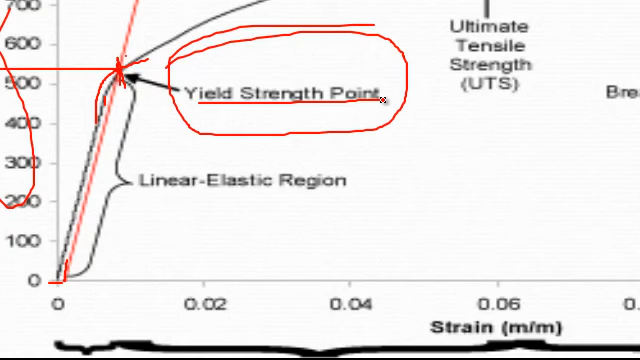 700
600
500
400
300
200
100
0
Ultimate
Tensile
Strength
(UTS)
Yield Strength Point
Linear-Elastic Region
0 0.02 0.04 0.06
Strain (m/m)